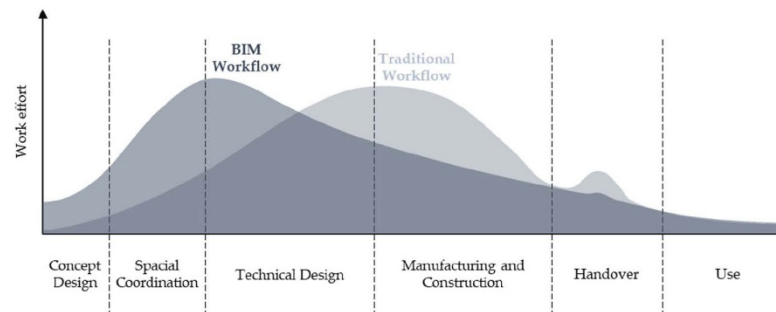 BIM
Workflow
Traditional
Workflow
Work effort
Concept
Design
Spacial
Coordination
Technical Design
Manufacturing and
Construction
Handover
Use